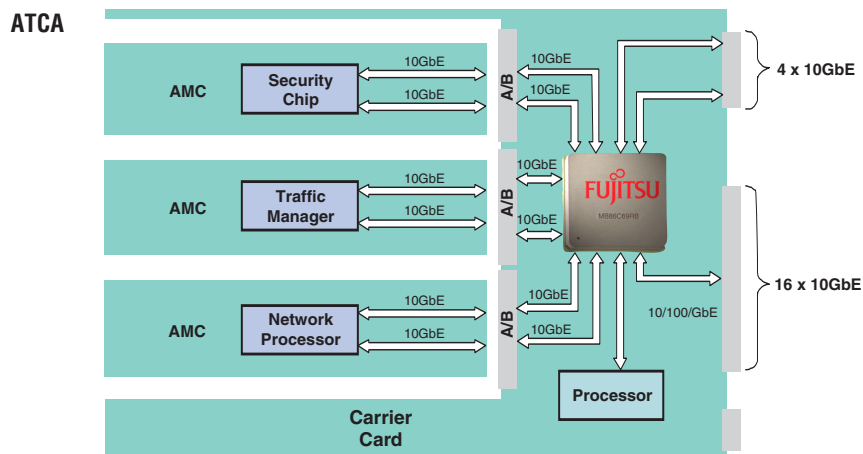 ATCA
AMC
Security
Chip
10GbE
10GbE
A/B
10GbE
10GbE
4 x 10GbE
AMC
Traffic
Manager
10GbE
10GbE
A/B
10GbE
10GbE
FUJITSU
MB86C69RB
AMC
Network
Processor
10GbE
10GbE
A/B
10GbE
10GbE
10/100/GbE
16 x 10GbE
Processor
Carrier
Card